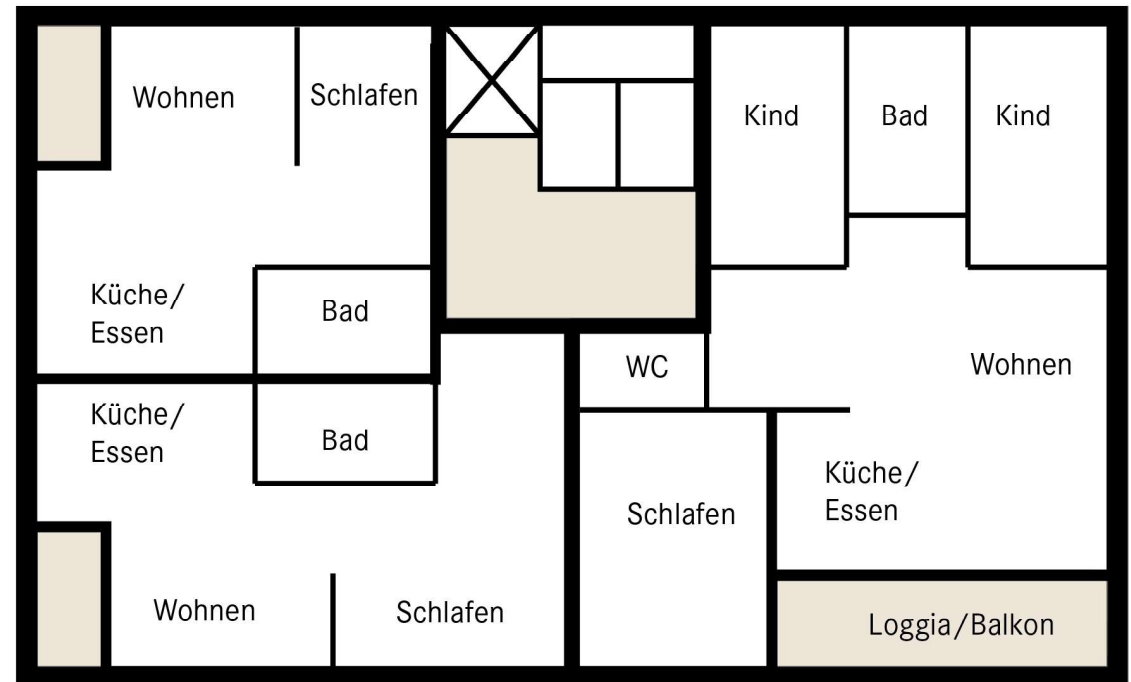 Wohnen
Schlafen
Küche/
Essen
Bad
Küche/
Essen
Bad
Wohnen
Schlafen
Kind
Bad
Kind
WC
Wohnen
Küche/
Essen
Schlafen
Loggia/Balkon